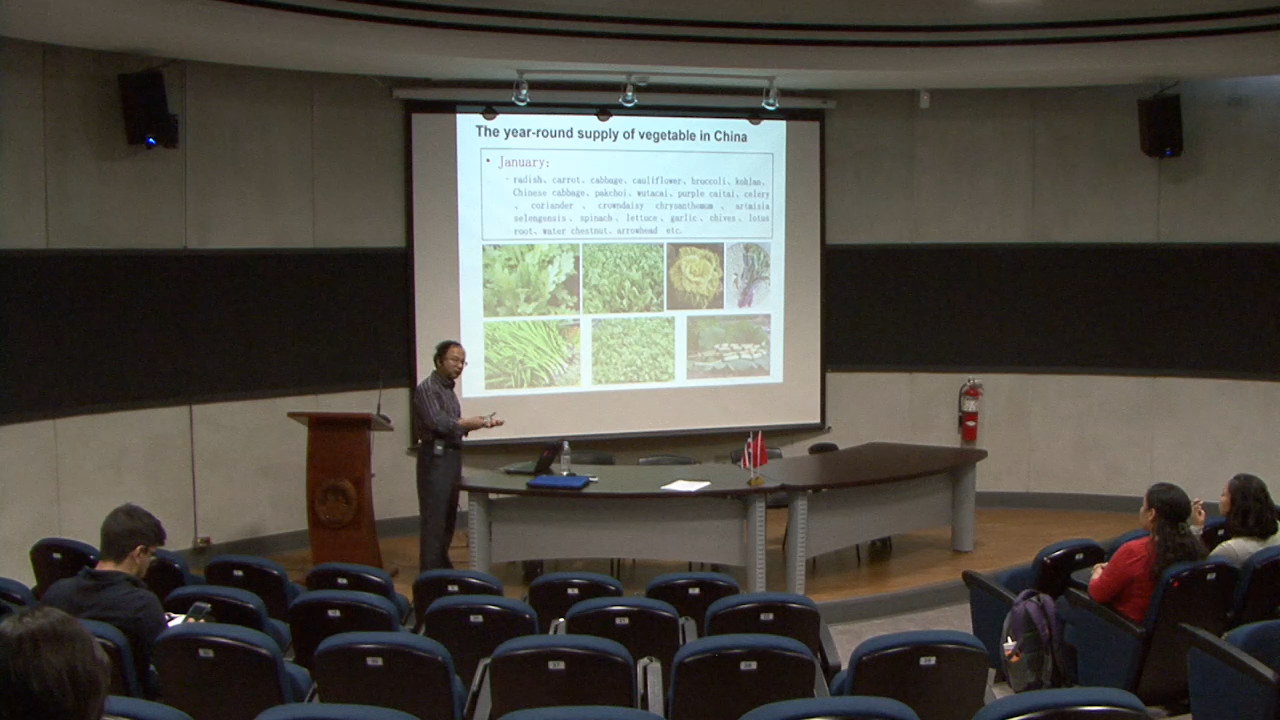 The year-round supply of vegetable in China
• January:
- radish、carrot、cabbage、cauliflower、broccoli、kohlan、
Chinese cabbage、pakchoi、wutacai、purple caitai、celery
、coriander 、crowndaisy chrysanthemum 、artmisia
selengensis、spinach、lettuce、garlic、chives、lotus
root、water chestnut、arrowhead etc.